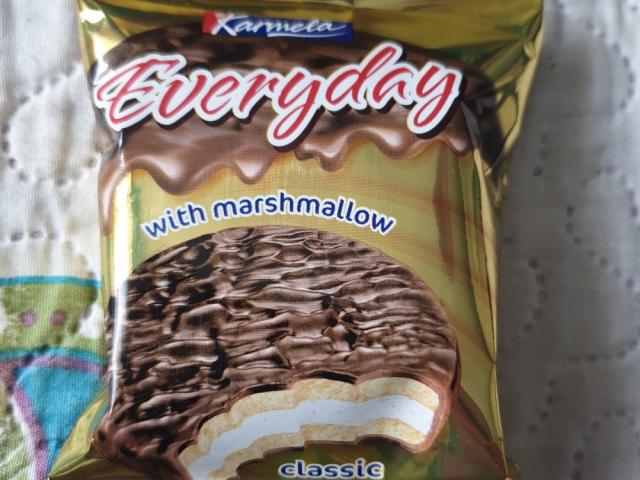 Karmela
Everyday
with marshmallow
classic